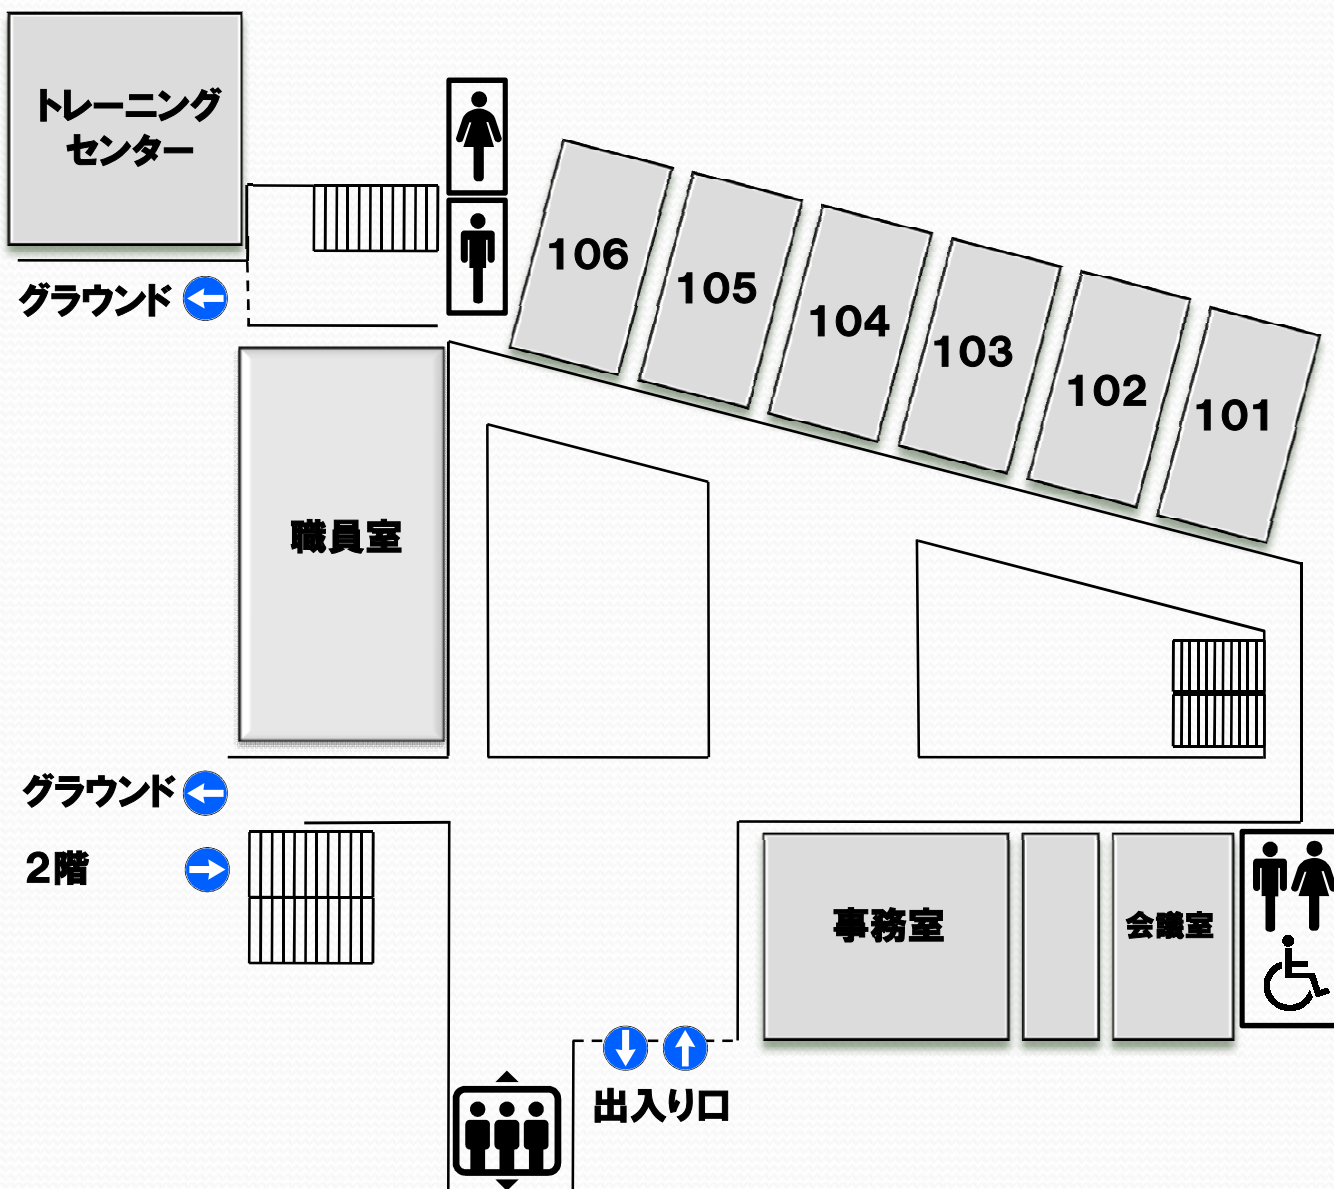 トレーニング
センター
グラウンド
106
105
104
103
102
101
職員室
グラウンド
2階
事務室
会議室
出入り口